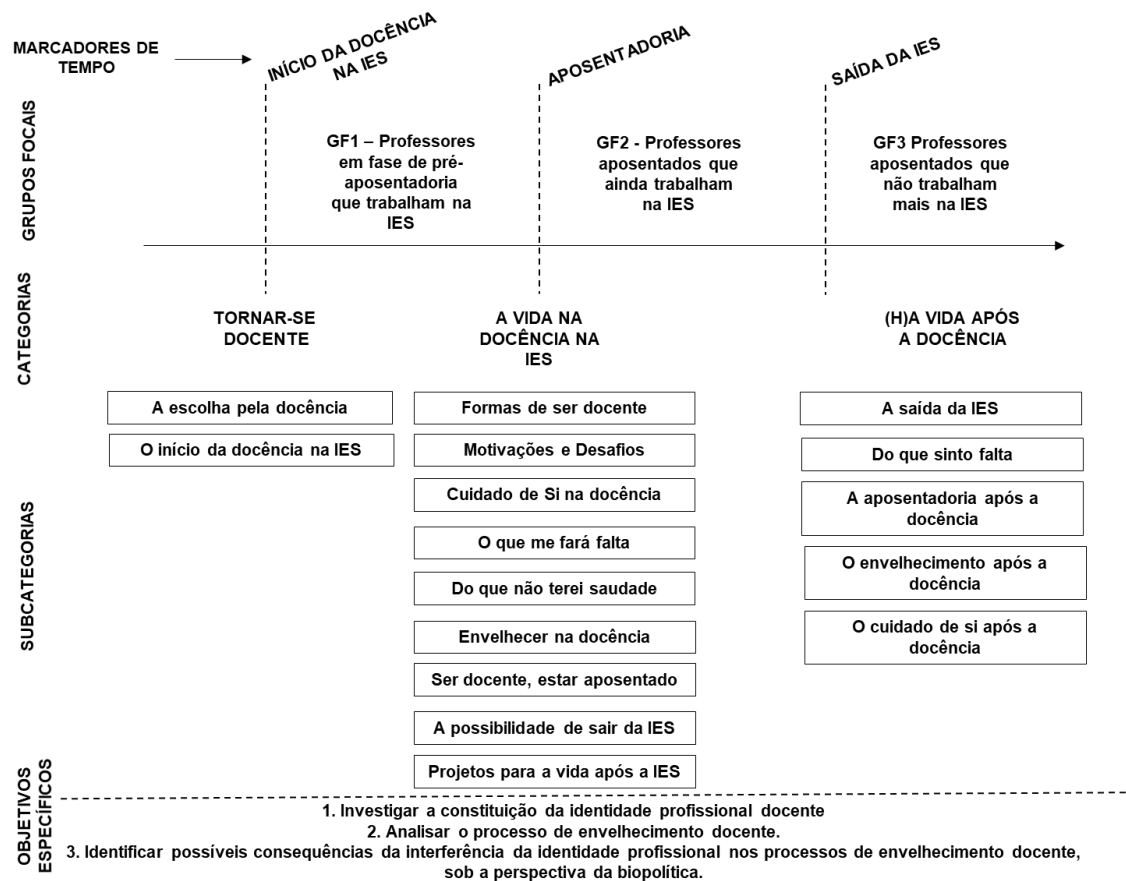 MARCADORES DE
TEMPO
INÍCIO DA DOCÊNCIA
NA IES
APOSENTADORIA
SAÍDA DA IES
GRUPOS FOCAIS
GF1 – Professores
em fase de pré-
aposentadoria
que trabalham na
IES
GF2 - Professores
aposentados que
ainda trabalham
na IES
GF3 Professores
aposentados que
não trabalham
mais na IES
CATEGORIAS
TORNAR-SE
DOCENTE
A VIDA NA
DOCÊNCIA NA
IES
(H)A VIDA APÓS
A DOCÊNCIA
SUBCATEGORIAS
A escolha pela docência
O início da docência na IES
Formas de ser docente
Motivações e Desafios
Cuidado de Si na docência
O que me fará falta
Do que não terei saudade
Envelhecer na docência
Ser docente, estar aposentado
A possibilidade de sair da IES
Projetos para a vida após a IES
A saída da IES
Do que sinto falta
A aposentadoria após a
docência
O envelhecimento após a
docência
O cuidado de si após a
docência
OBJETIVOS
ESPECÍFICOS
1. Investigar a constituição da identidade profissional docente
2. Analisar o processo de envelhecimento docente.
3. Identificar possíveis consequências da interferência da identidade profissional nos processos de envelhecimento docente,
sob a perspectiva da biopolítica.